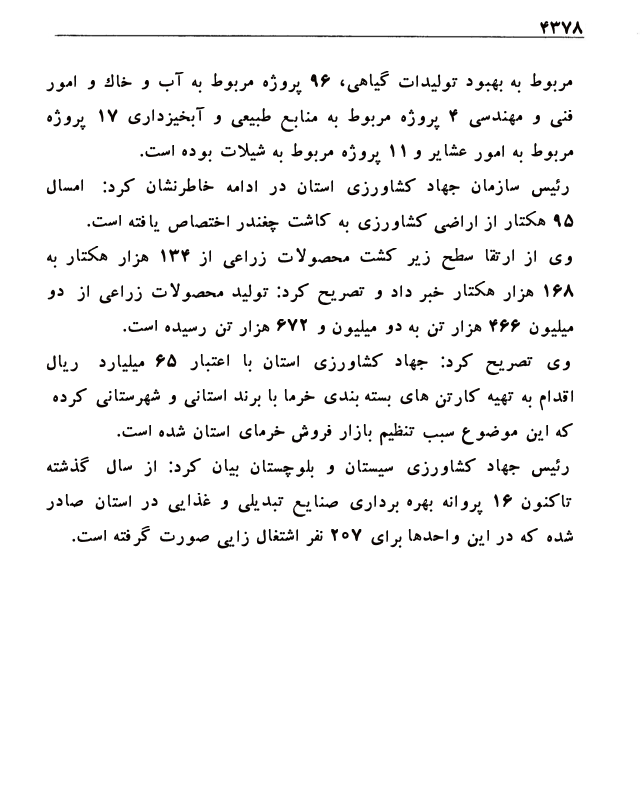 ۴۳۷۸
مربوط به بهبود تولیدات گیاهی، ۹۶ پروژه مربوط به آب و خاك و امور
فنی و مهندسی ۴ پروژه مربوط به منابع طبیعی و آبخیزداری ۱۷ پروژه
مربوط به امور عشایر و ۱۱ پروژه مربوط به شیلات بوده است.
رئیس سازمان جهاد کشاورزی استان در ادامه خاطرنشان کرد: امسال
۹۵ هکتار از اراضی کشاورزی به کاشت چغندر اختصاص یافته است.
وی از ارتقا سطح زیر کشت محصولات زراعی از ۱۳۴ هزار هکتار به
۱۶۸ هزار هکتار خبر داد و تصریح کرد: تولید محصولات زراعی از دو
میلیون ۴۶۶ هزار تن به دو میلیون و ۶۷۲ هزار تن رسیده است.
وی تصریح کرد: جهاد کشاورزی استان با اعتبار ۶۵ میلیارد ریال
اقدام به تهیه کارتن های بسته بندی خرما با برند استانی و شهرستانی کرده
که این موضوع سبب تنظیم بازار فروش خرمای استان شده است.
رئیس جهاد کشاورزی سیستان و بلوچستان بیان کرد: از سال گذشته
تاکنون ۱۶ پروانه بهره برداری صنایع تبدیلی و غذایی در استان صادر
شده که در این واحدها برای ۲۰۷ نفر اشتغال زایی صورت گرفته است.